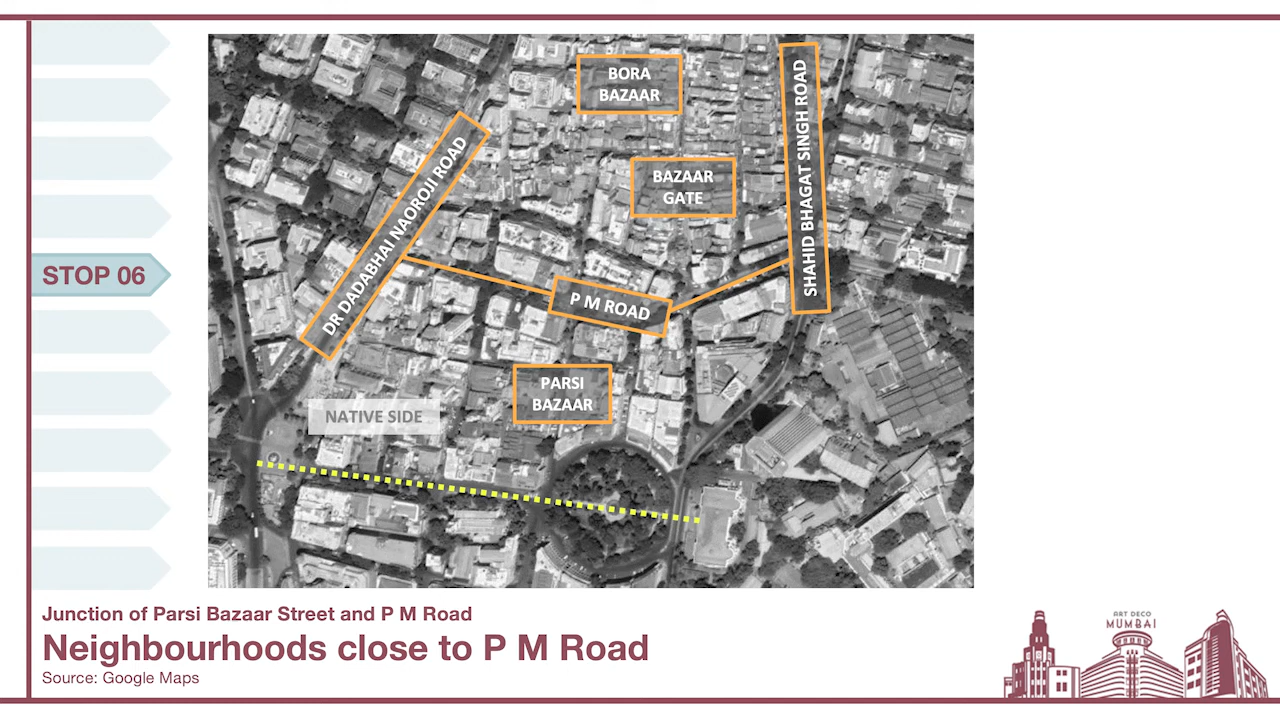 BORA
BAZAAR
BAZAAR
GATE
SHAHID BHAGAT SINGH ROAD
DR DADABHAI NAOROJI ROAD
STOP 06
P M ROAD
PARSI
BAZAAR
NATIVE SIDE
Junction of Parsi Bazaar Street and P M Road
Neighbourhoods close to P M Road
Source: Google Maps
ART DECO
MUMBAI